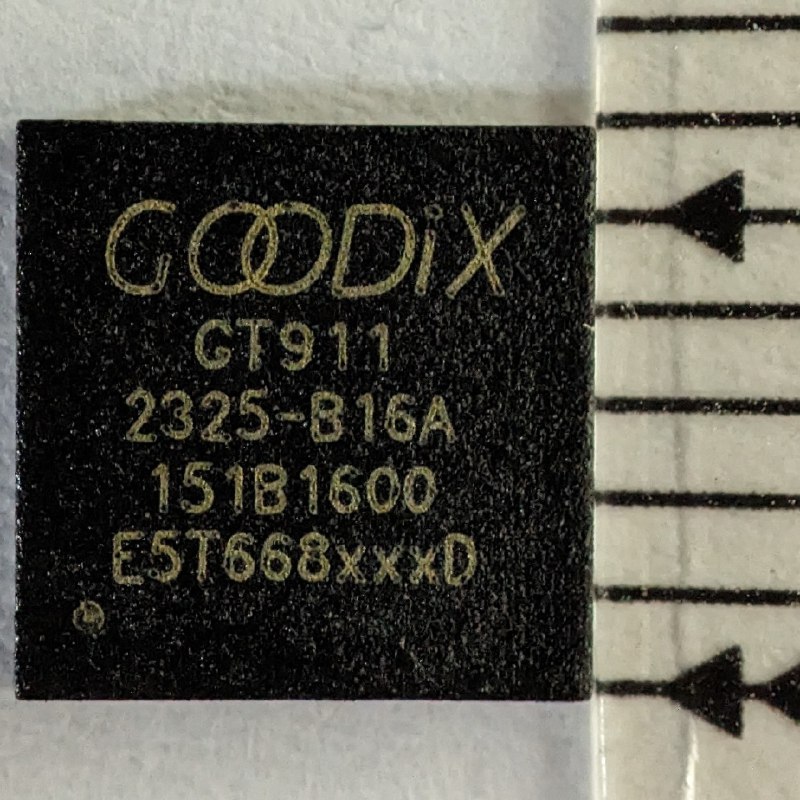 GOODiX
GT911
2325-B16A
151B1600
E5T668xxxD